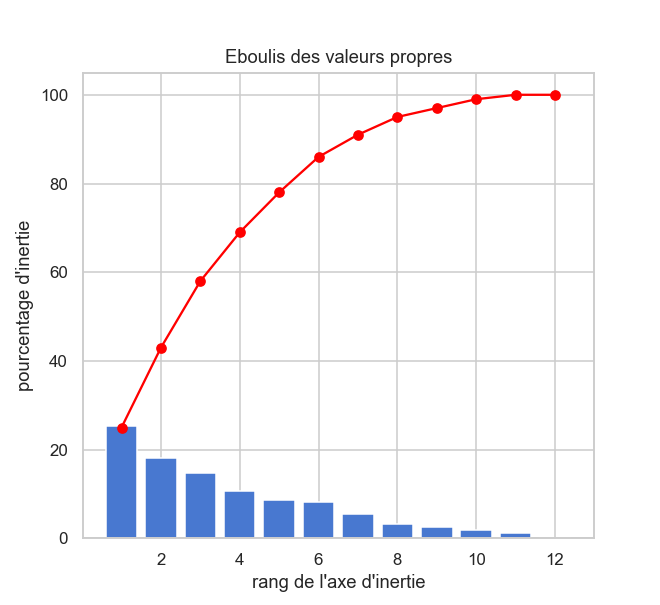 Eboulis des valeurs propres
100
80
60
40
20
0
pourcentage d'inertie
2 4 6 8 10 12
rang de l'axe d'inertie